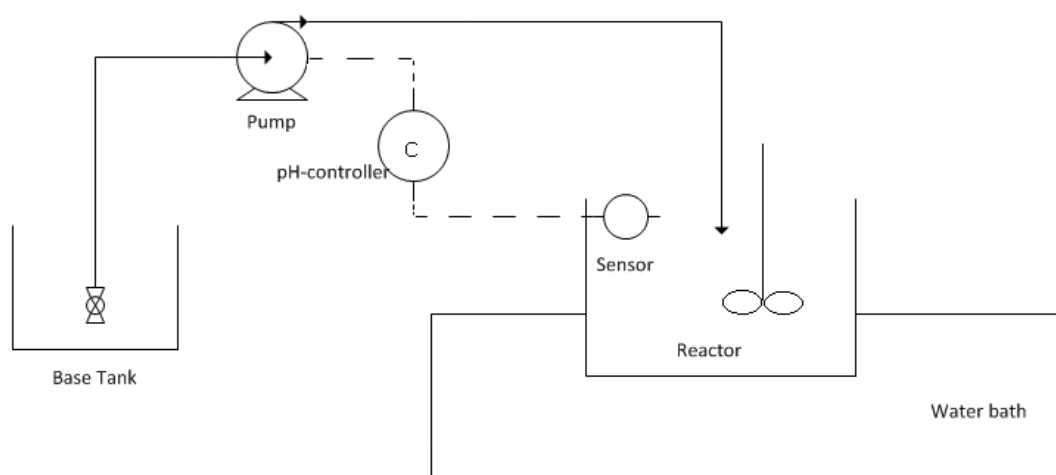 Pump
C
pH-controller
Sensor
Reactor
Base Tank
Water bath